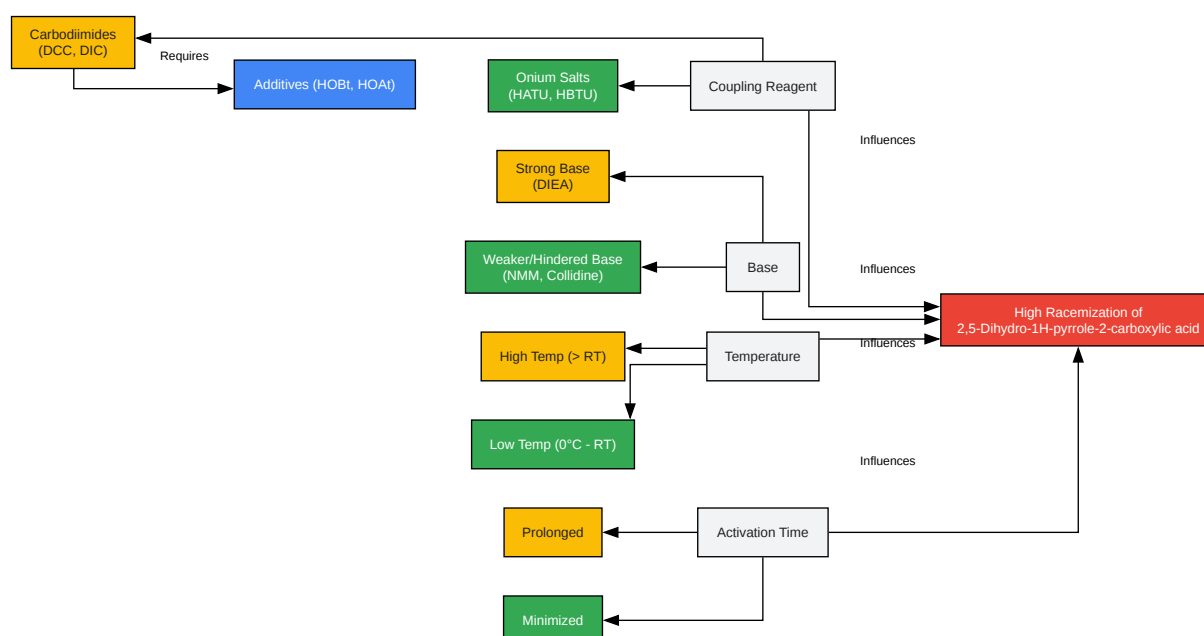 Carbodiimides
(DCC, DIC)
Requires
Additives (HOBt, HOAt)
Onium Salts
(HATU, HBTU)
Coupling Reagent
Influences
Strong Base
(DIEA)
Weaker/Hindered Base
(NMM, Collidine)
Base
Influences
High Racemization of
2,5-Dihydro-1H-pyrrole-2-carboxylic acid
High Temp (> RT)
Temperature
Influences
Low Temp (0°C - RT)
Influences
Prolonged
Activation Time
Minimized